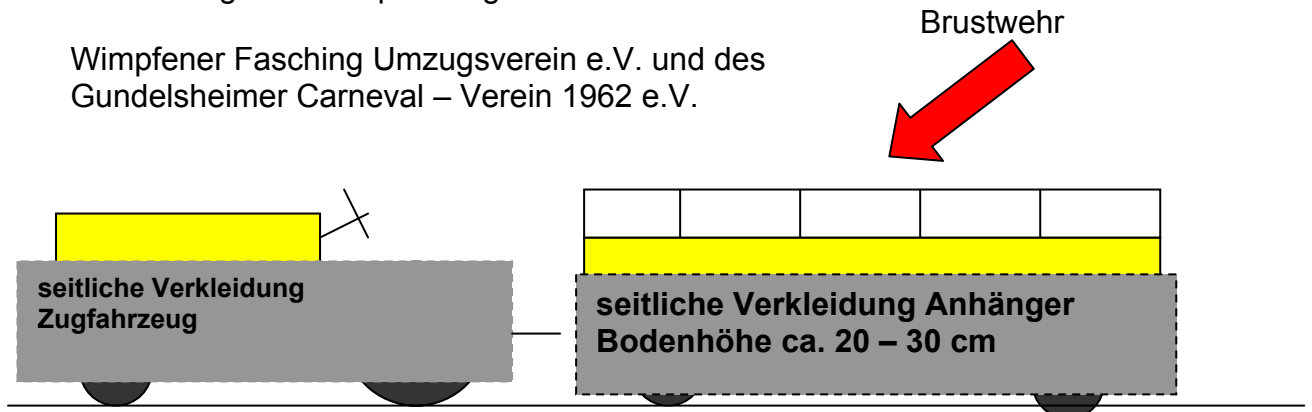 Brustwehr
Wimpfener Fasching Umzugsverein e.V. und des
Gundelsheimer Carneval – Verein 1962 e.V.
seitliche Verkleidung
Zugfahrzeug
seitliche Verkleidung Anhänger
Bodenhöhe ca. 20 – 30 cm